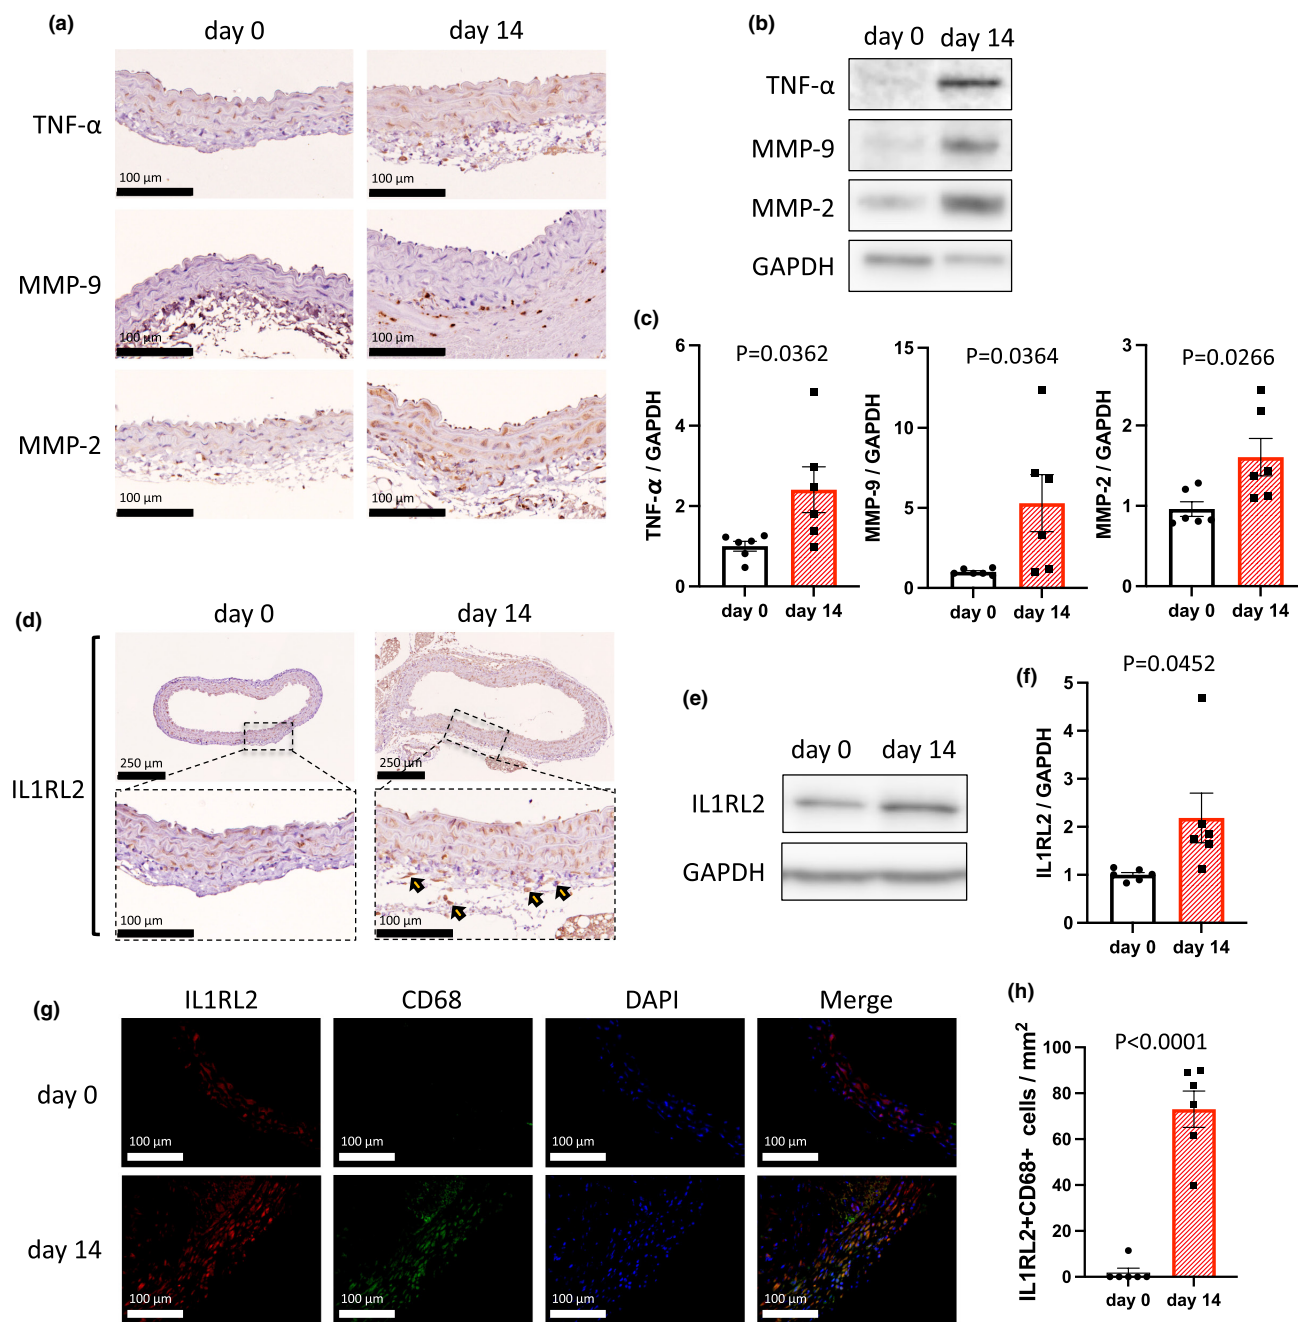 (a)
day 0
day 14
TNF-α
100 µm
100 µm
MMP-9
100 µm
100 µm
MMP-2
100 µm
100 µm
(b)
day 0
day 14
TNF-α
MMP-9
MMP-2
GAPDH
(c)
TNF-α / GAPDH
6
4
2
0
P=0.0362
day 0
day 14
MMP-9 / GAPDH
15
10
5
0
P=0.0364
day 0
day 14
MMP-2 / GAPDH
3
2
1
0
P=0.0266
day 0
day 14
(d)
day 0
day 14
IL1RL2
250 µm
250 µm
100 µm
100 µm
(e)
day 0
day 14
IL1RL2
GAPDH
(f)
P=0.0452
IL1RL2 / GAPDH
5
4
3
2
1
0
day 0
day 14
(g)
IL1RL2
CD68
DAPI
Merge
day 0
100 µm
100 µm
100 µm
100 µm
day 14
100 µm
100 µm
100 µm
100 µm
(h)
P<0.0001
IL1RL2+CD68+ cells / mm²
100
80
60
40
20
0
day 0
day 14